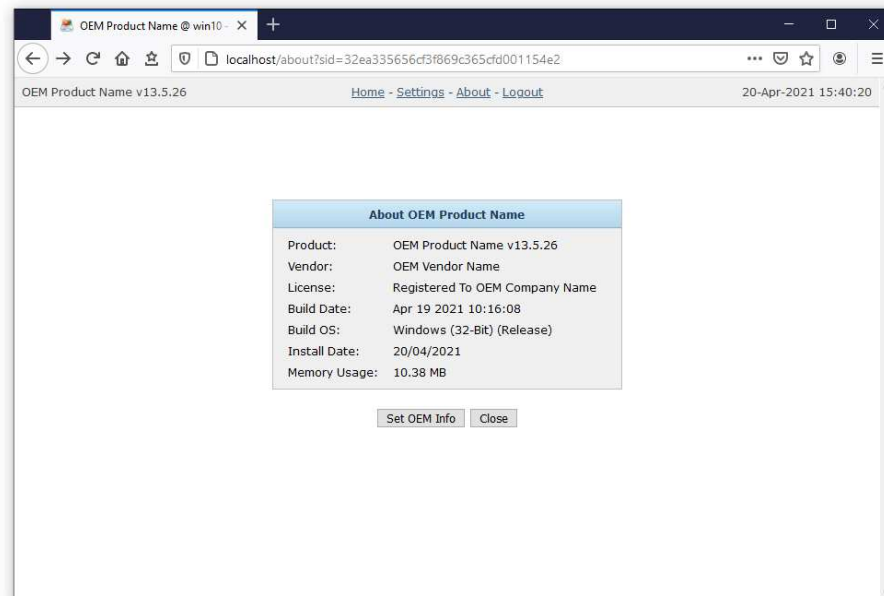 OEM Product Name @ win10 -
localhost/about?sid=32ea335656cf3f869c365cfd001154e2
OEM Product Name v13.5.26 Home - Settings - About - Logout 20-Apr-2021 15:40:20
About OEM Product Name
Product: OEM Product Name v13.5.26
Vendor: OEM Vendor Name
License: Registered To OEM Company Name
Build Date: Apr 19 2021 10:16:08
Build OS: Windows (32-Bit) (Release)
Install Date: 20/04/2021
Memory Usage: 10.38 MB
Set OEM Info Close